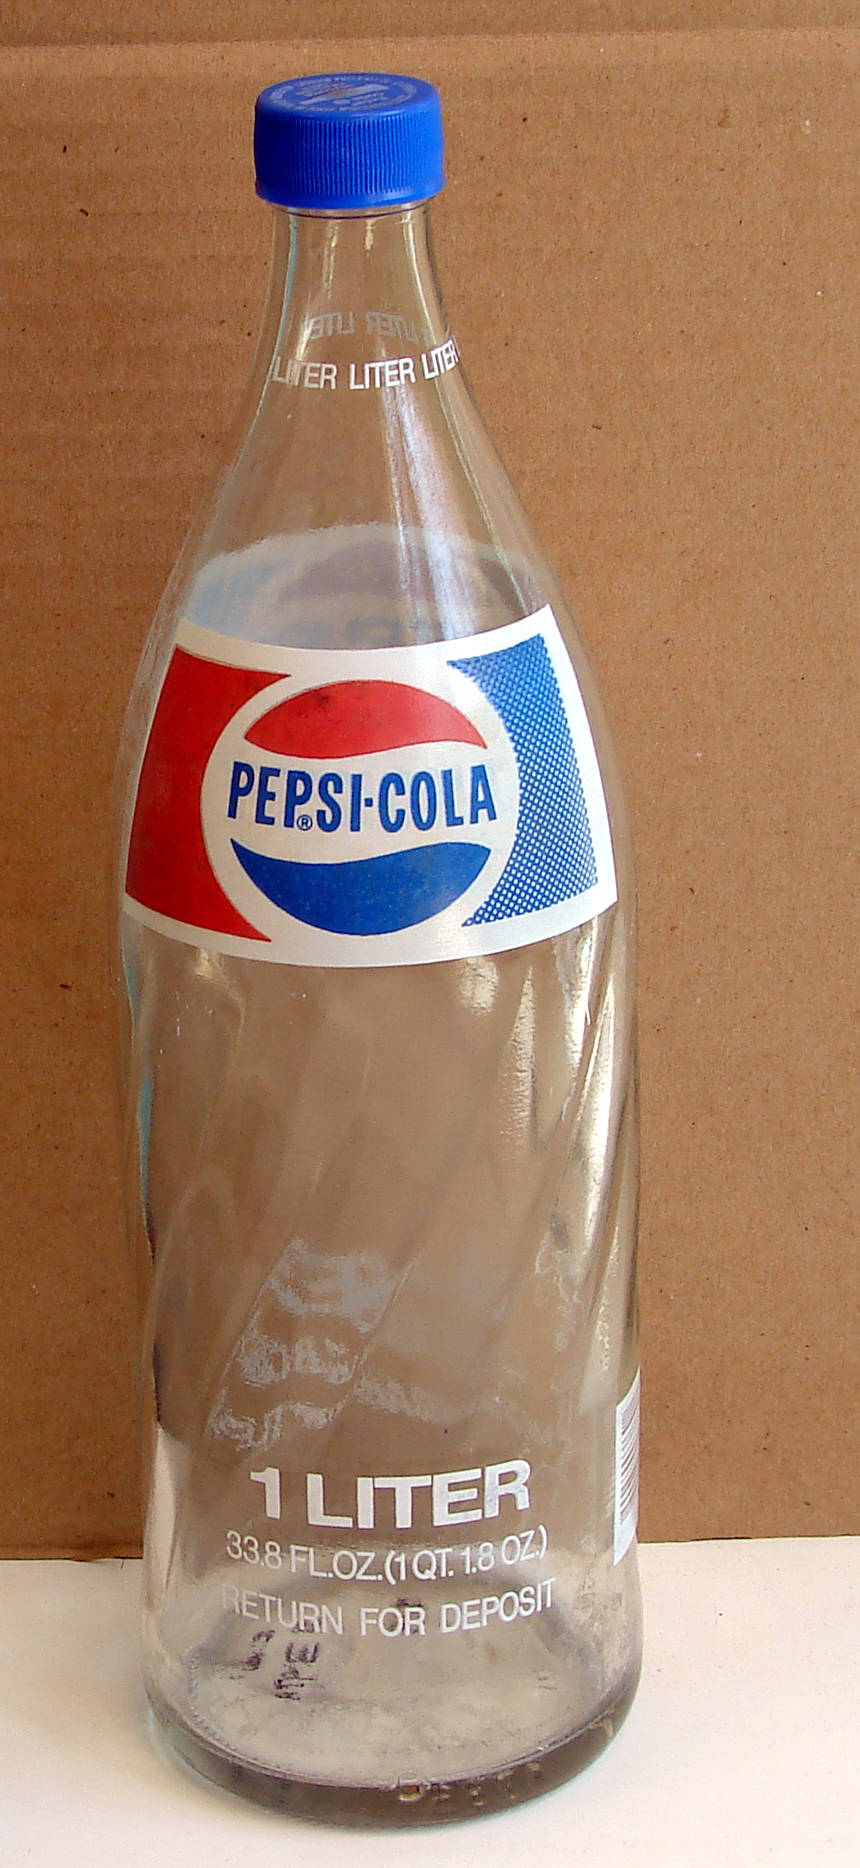 LITER LITER LITER
PEPSI-COLA
®
1 LITER
33.8 FL.OZ.(1 QT. 1.8 OZ.)
RETURN FOR DEPOSIT